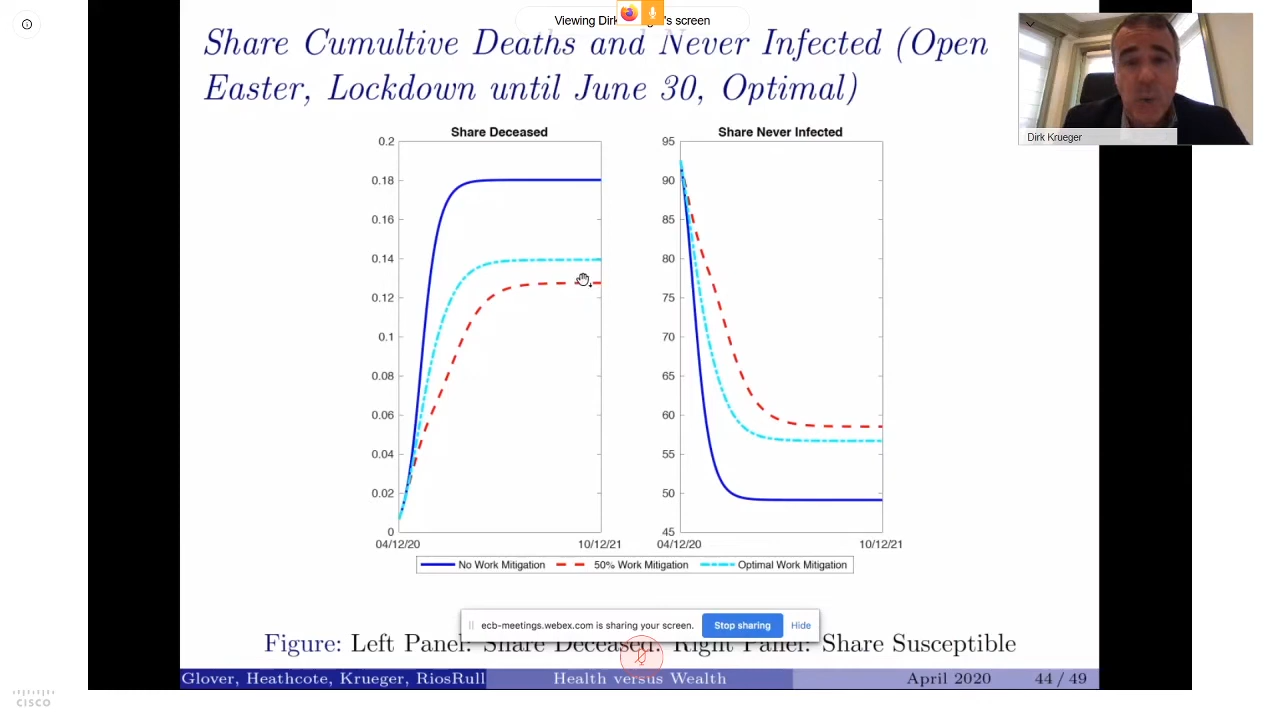 Viewing Dirk 's screen
Share Cumultive Deaths and Never Infected (Open
Easter, Lockdown until June 30, Optimal)
Dirk Krueger
Share Deceased
0.2
0.18
0.16
0.14
0.12
0.1
0.08
0.06
0.04
0.02
0
04/12/20
10/12/21
Share Never Infected
95
90
85
80
75
70
65
60
55
50
45
04/12/20
10/12/21
No Work Mitigation
50% Work Mitigation
Optimal Work Mitigation
ecb-meetings.webex.com is sharing your screen.
Stop sharing
Hide
Figure: Left Panel: Share Deceased. Right Panel: Share Susceptible
Glover, Heathcote, Krueger, RiosRull
Health versus Wealth
April 2020
44 / 49
CISCO